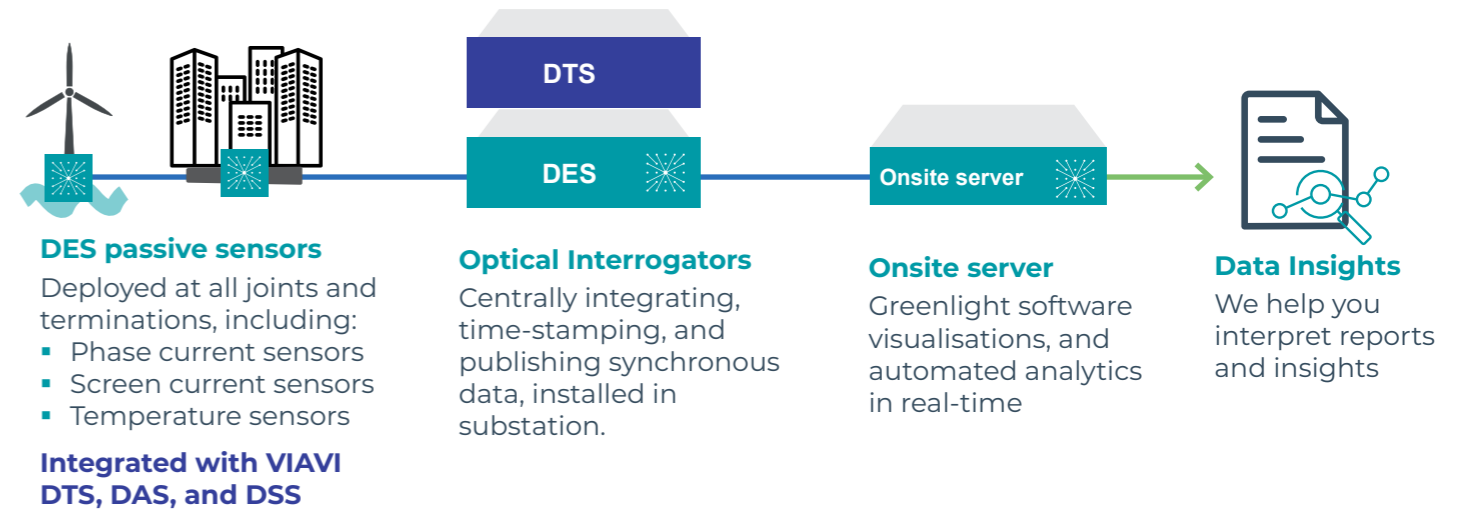 DTS
DES
Onsite server
DES passive sensors
Deployed at all joints and
terminations, including:
▪ Phase current sensors
▪ Screen current sensors
▪ Temperature sensors
Integrated with VIAVI
DTS, DAS, and DSS
Optical Interrogators
Centrally integrating,
time-stamping, and
publishing synchronous
data, installed in
substation.
Onsite server
Greenlight software
visualisations, and
automated analytics
in real-time
Data Insights
We help you
interpret reports
and insights